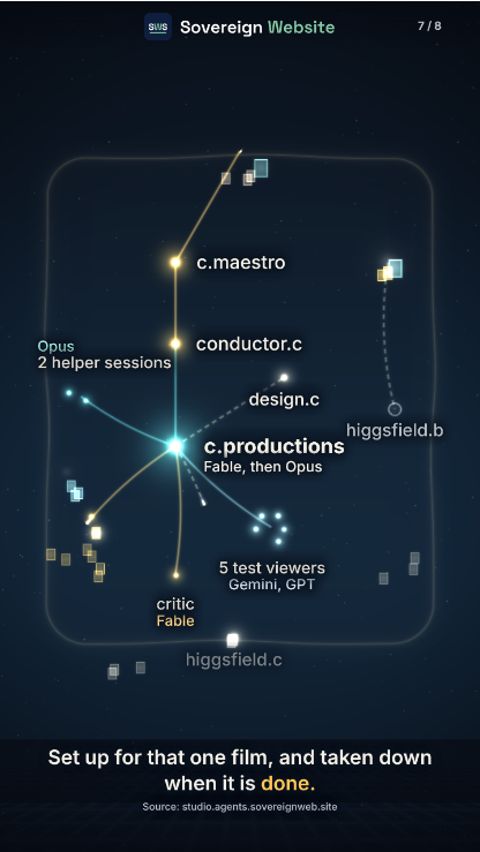 SWS Sovereign Website
7 / 8
c.maestro
conductor.c
Opus
2 helper sessions
design.c
higgsfield.b
c.productions
Fable, then Opus
5 test viewers
Gemini, GPT
critic
Fable
higgsfield.c
Set up for that one film, and taken down
when it is done.
Source: studio.agents.sovereignweb.site